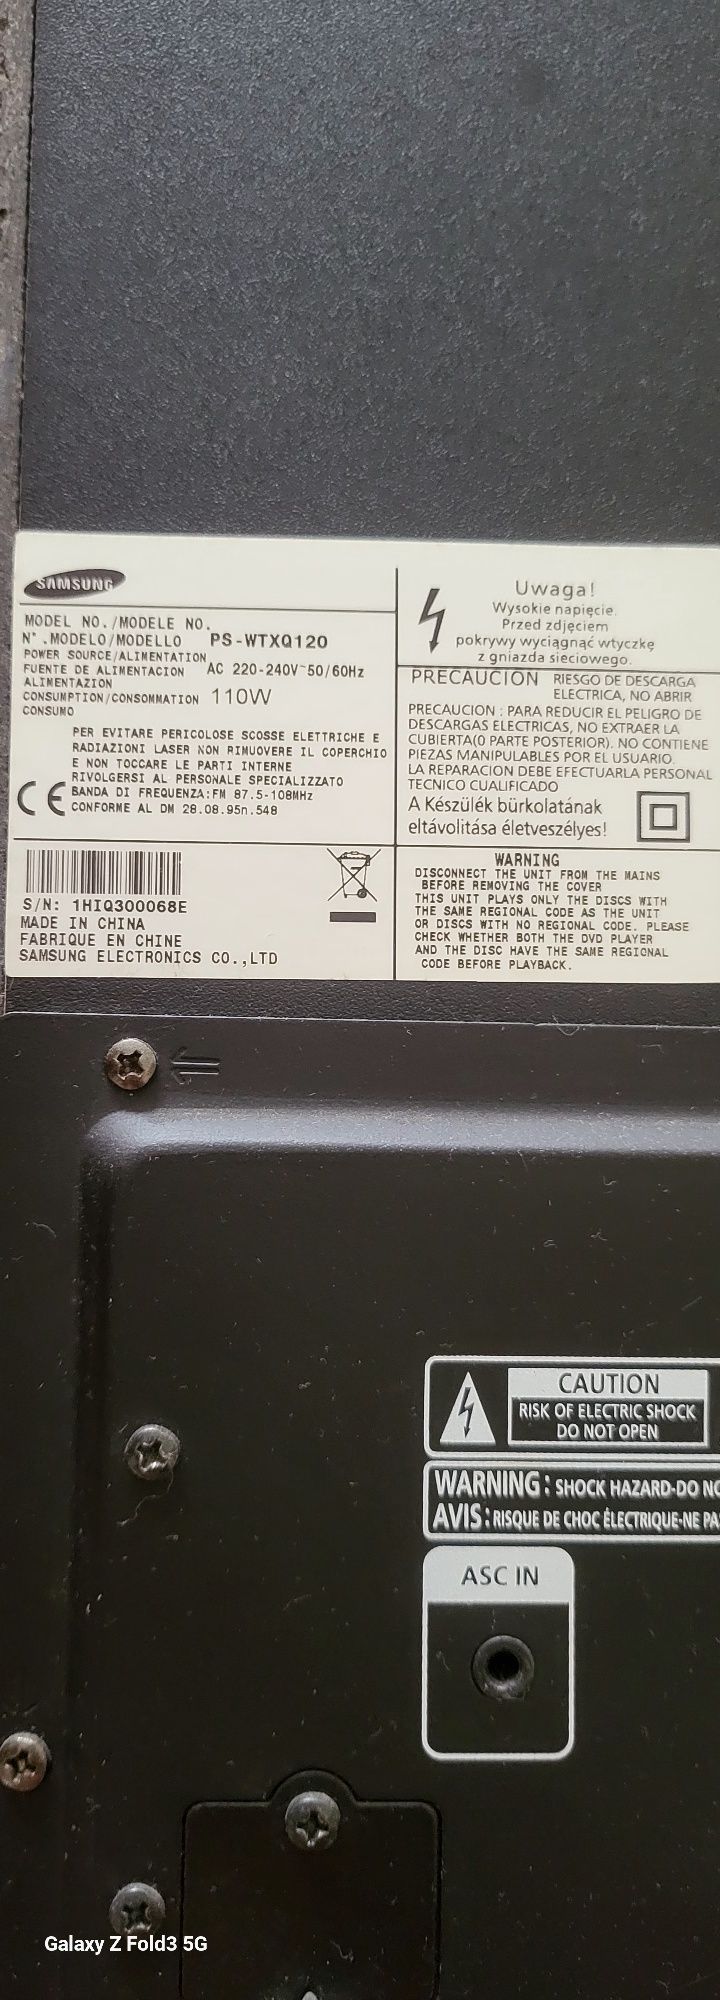 SAMSUNG
MODEL NO./MODELE NO.
N°.MODELO/MODELLO PS-WTXQ120
POWER SOURCE/ALIMENTATION
FUENTE DE ALIMENTACION AC 220-240V~50/60Hz
ALIMENTAZION
CONSUMPTION/CONSOMMATION 110W
CONSUMO
PER EVITARE PERICOLOSE SCOSSE ELETTRICHE E
RADIAZIONI LASER NON RIMUOVERE IL COPERCHIO
E NON TOCCARE LE PARTI INTERNE
RIVOLGERSI AL PERSONALE SPECIALIZZATO
BANDA DI FREQUENZA:FM 87.5-108MHz
CONFORME AL DM 28.08.95n.548
CE
S/N: 1HIQ300068E
MADE IN CHINA
FABRIQUE EN CHINE
SAMSUNG ELECTRONICS CO.,LTD
Uwaga!
Wysokie napięcie.
Przed zdjęciem
pokrywy wyciągnąć wtyczkę
z gniazda sieciowego.
PRECAUCION RIESGO DE DESCARGA
ELECTRICA, NO ABRIR
PRECAUCION : PARA REDUCIR EL PELIGRO DE
DESCARGAS ELECTRICAS, NO EXTRAER LA
CUBIERTA(O PARTE POSTERIOR). NO CONTIENE
PIEZAS MANIPULABLES POR EL USUARIO.
LA REPARACION DEBE EFECTUARLA PERSONAL
TECNICO CUALIFICADO
A Készülék bürkolatának
eltávolitása életveszélyes!
WARNING
DISCONNECT THE UNIT FROM THE MAINS
BEFORE REMOVING THE COVER
THIS UNIT PLAYS ONLY THE DISCS WITH
THE SAME REGIONAL CODE AS THE UNIT
OR DISCS WITH NO REGIONAL CODE. PLEASE
CHECK WHETHER BOTH THE DVD PLAYER
AND THE DISC HAVE THE SAME REGIONAL
CODE BEFORE PLAYBACK.
CAUTION
RISK OF ELECTRIC SHOCK
DO NOT OPEN
WARNING : SHOCK HAZARD-DO
AVIS : RISQUE DE CHOC ÉLECTRIQUE-NE
ASC IN
Galaxy Z Fold3 5G